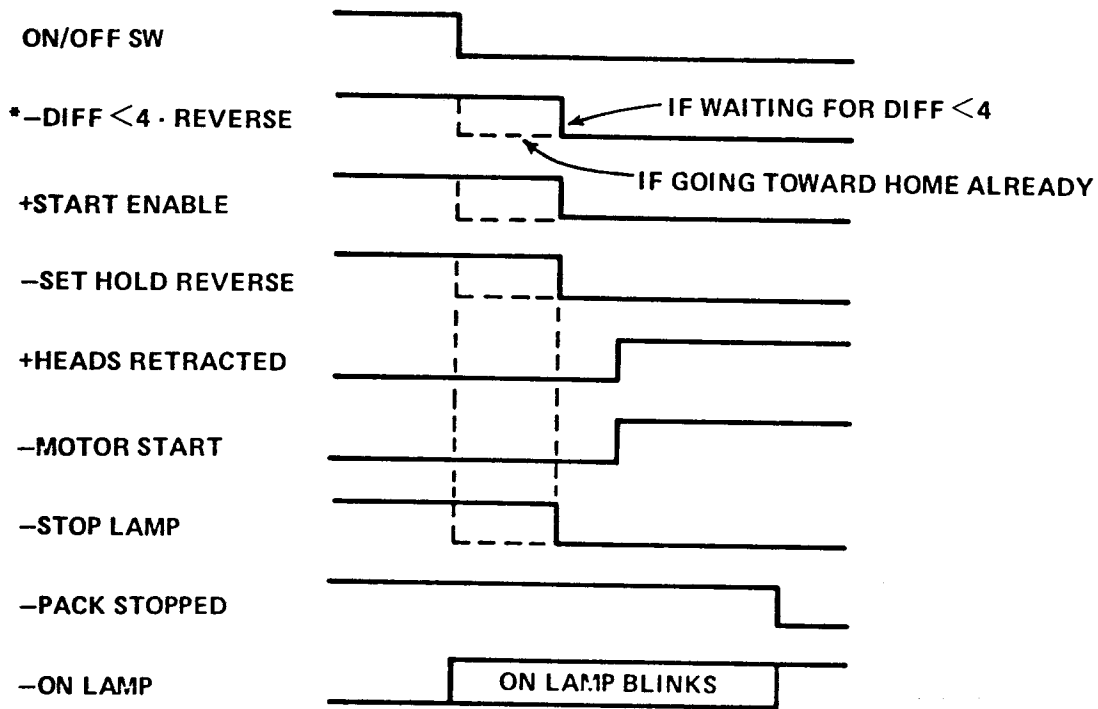 ON/OFF SW
*–DIFF <4 · REVERSE
IF WAITING FOR DIFF <4
IF GOING TOWARD HOME ALREADY
+START ENABLE
–SET HOLD REVERSE
+HEADS RETRACTED
–MOTOR START
–STOP LAMP
–PACK STOPPED
–ON LAMP
ON LAMP BLINKS